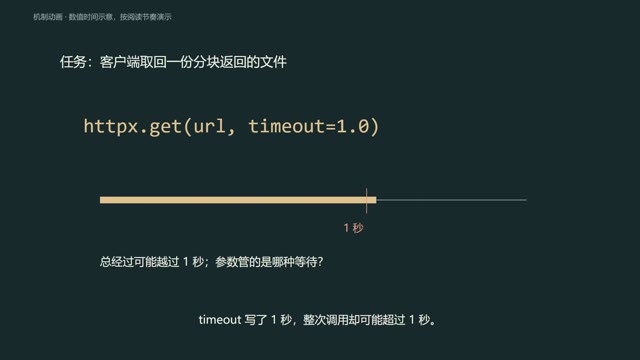 机制动画 · 数值时间示意，按阅读节奏演示
任务：客户端取回一份分块返回的文件
httpx.get(url, timeout=1.0)
1 秒
总经过可能越过 1 秒；参数管的是哪种等待？
timeout 写了 1 秒，整次调用却可能超过 1 秒。